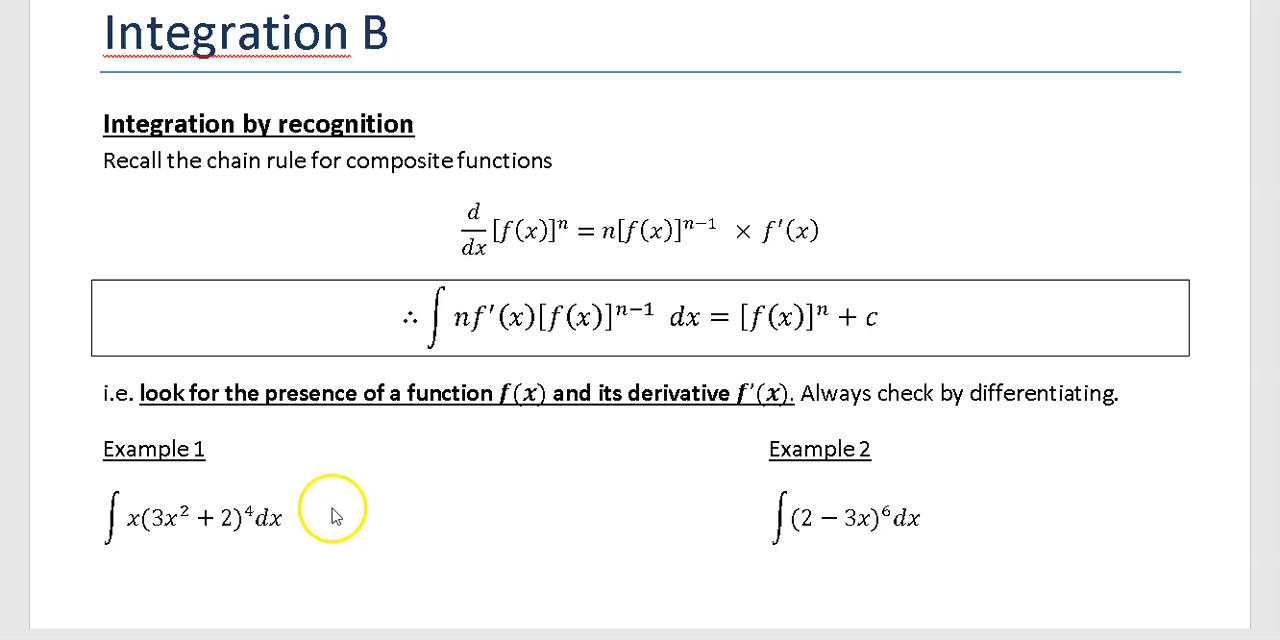 Integration B
Integration by recognition
Recall the chain rule for composite functions
d/dx [f(x)]ⁿ = n[f(x)]ⁿ⁻¹ × f′(x)
∴ ∫ nf′(x)[f(x)]ⁿ⁻¹ dx = [f(x)]ⁿ + c
i.e. look for the presence of a function f(x) and its derivative f′(x). Always check by differentiating.
Example 1
Example 2
∫ x(3x² + 2)⁴dx
∫ (2 − 3x)⁶dx